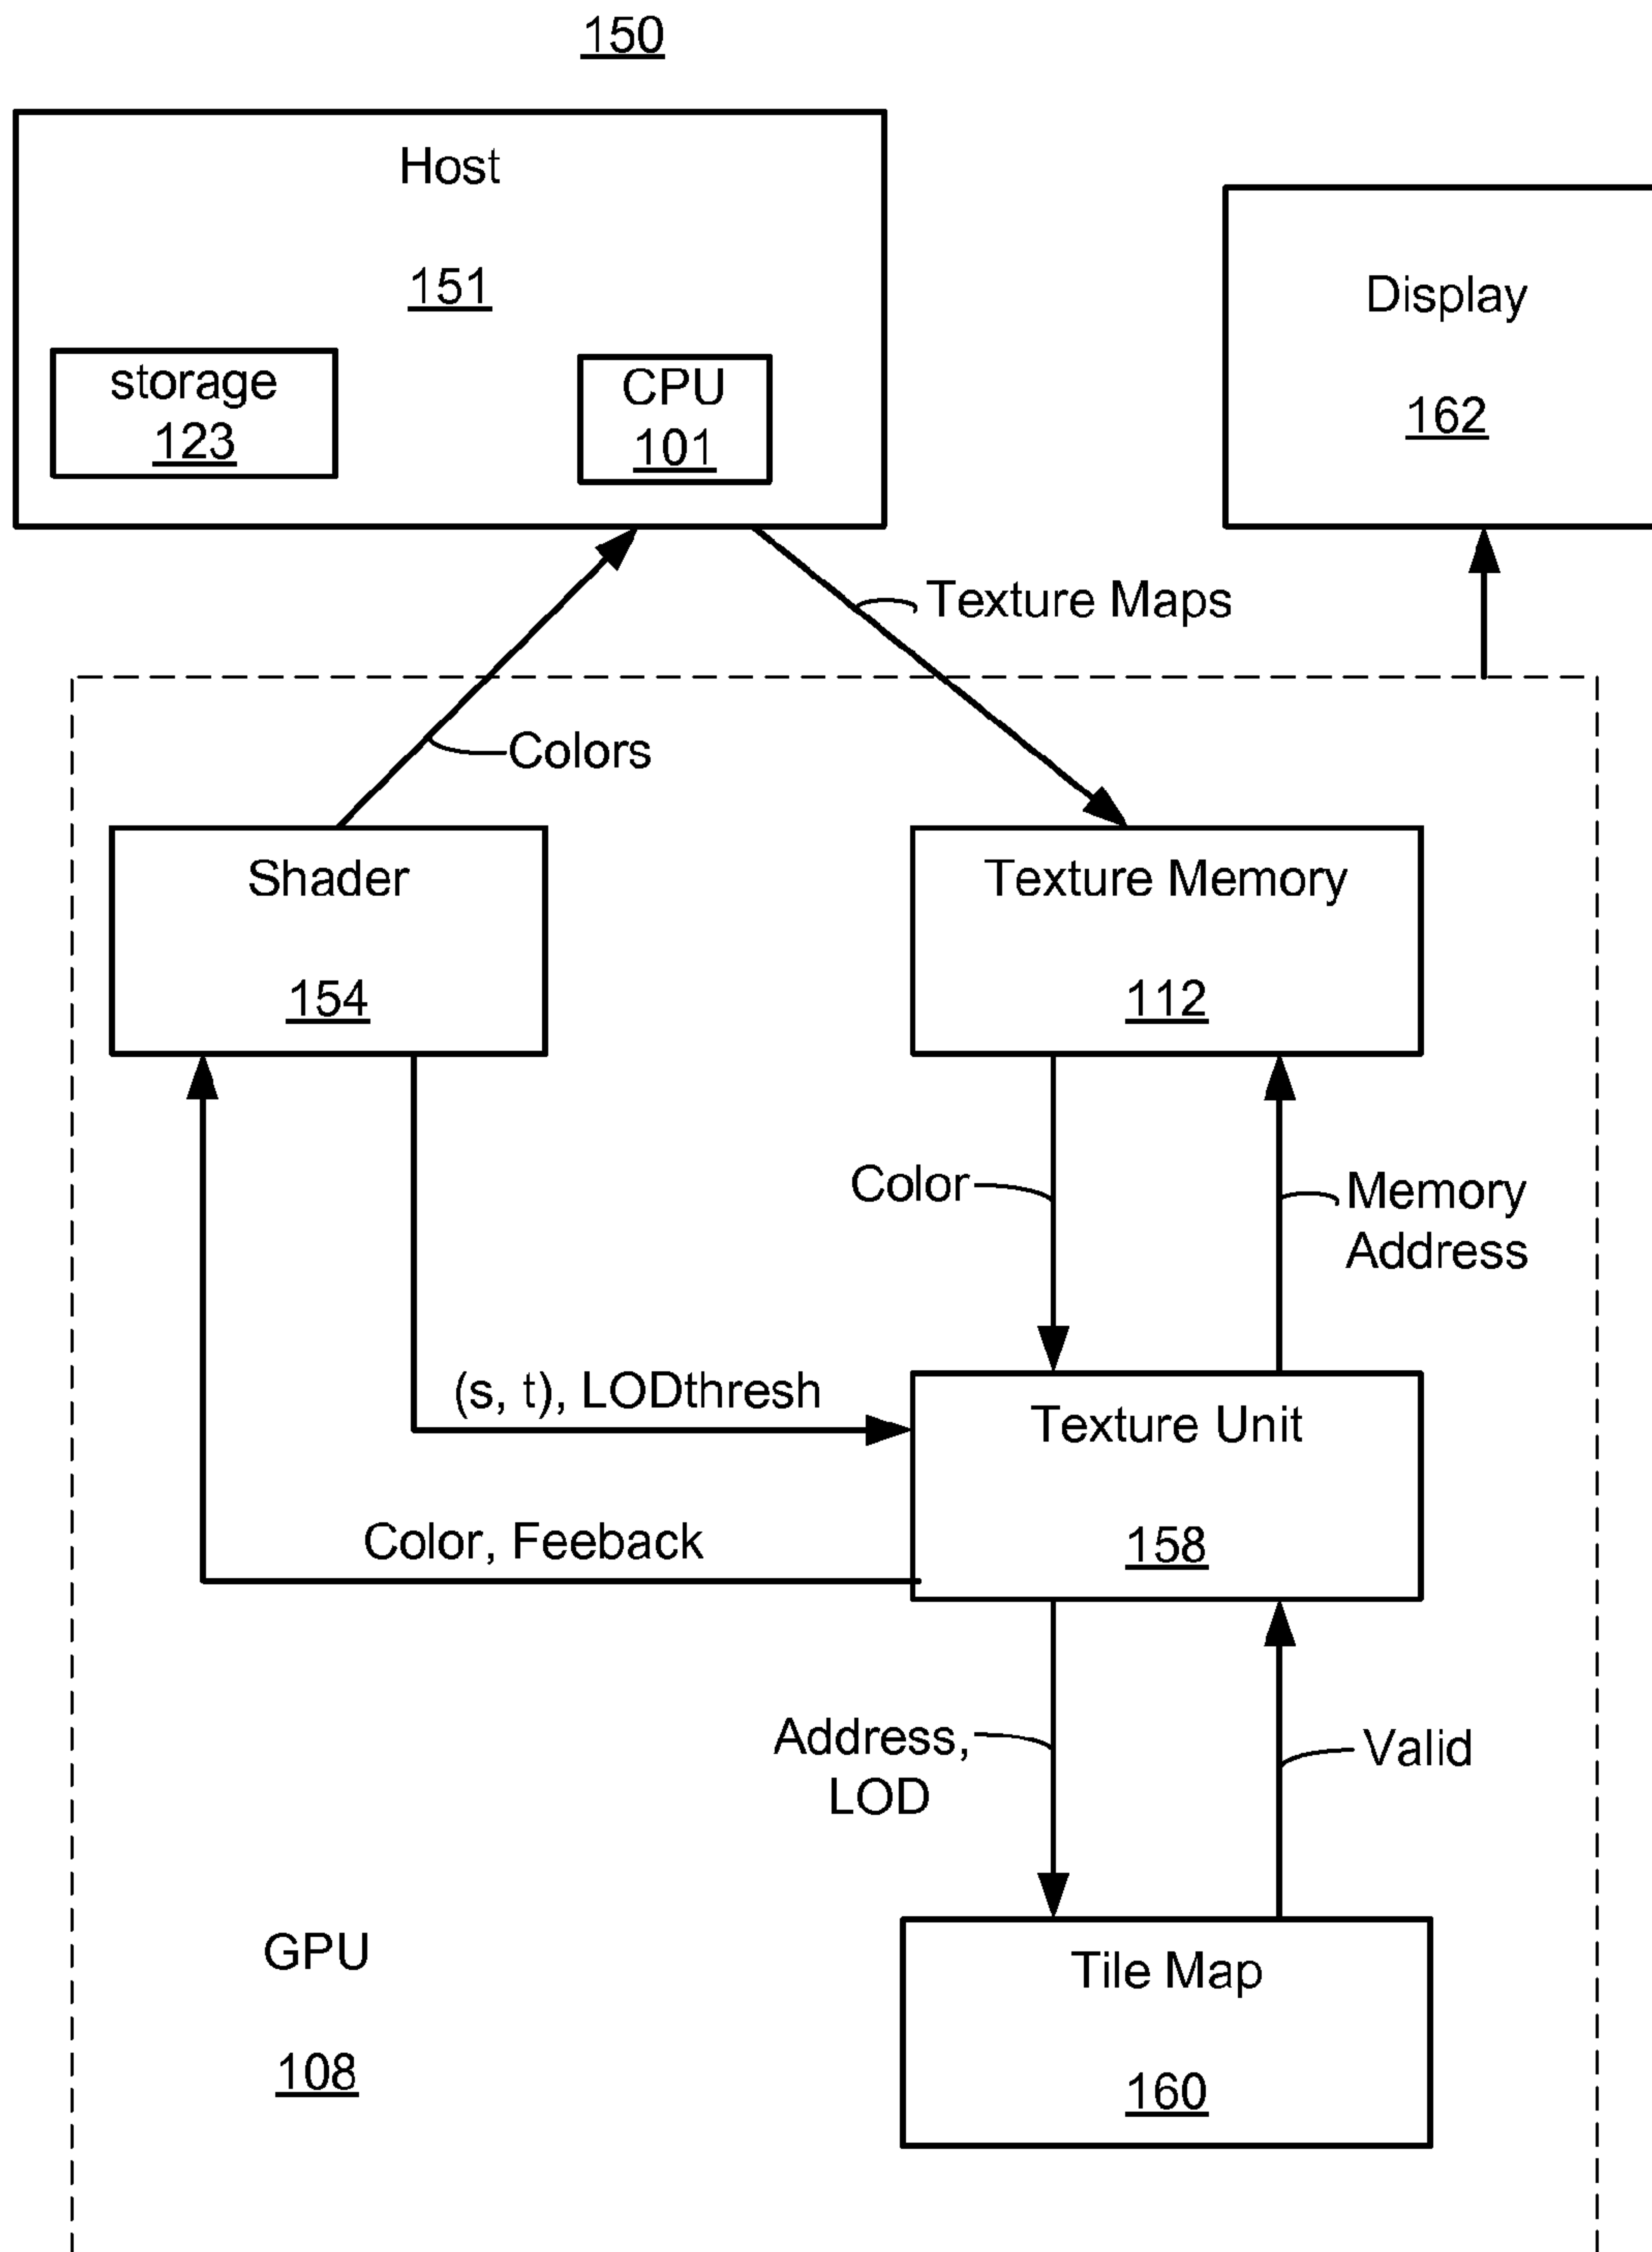 150
Host
151
storage
123
CPU
101
Display
162
Texture Maps
Colors
Shader
154
Texture Memory
112
Color
Memory
Address
(s, t), LODthresh
Texture Unit
158
Color, Feeback
Address,
LOD
Valid
GPU
108
Tile Map
160